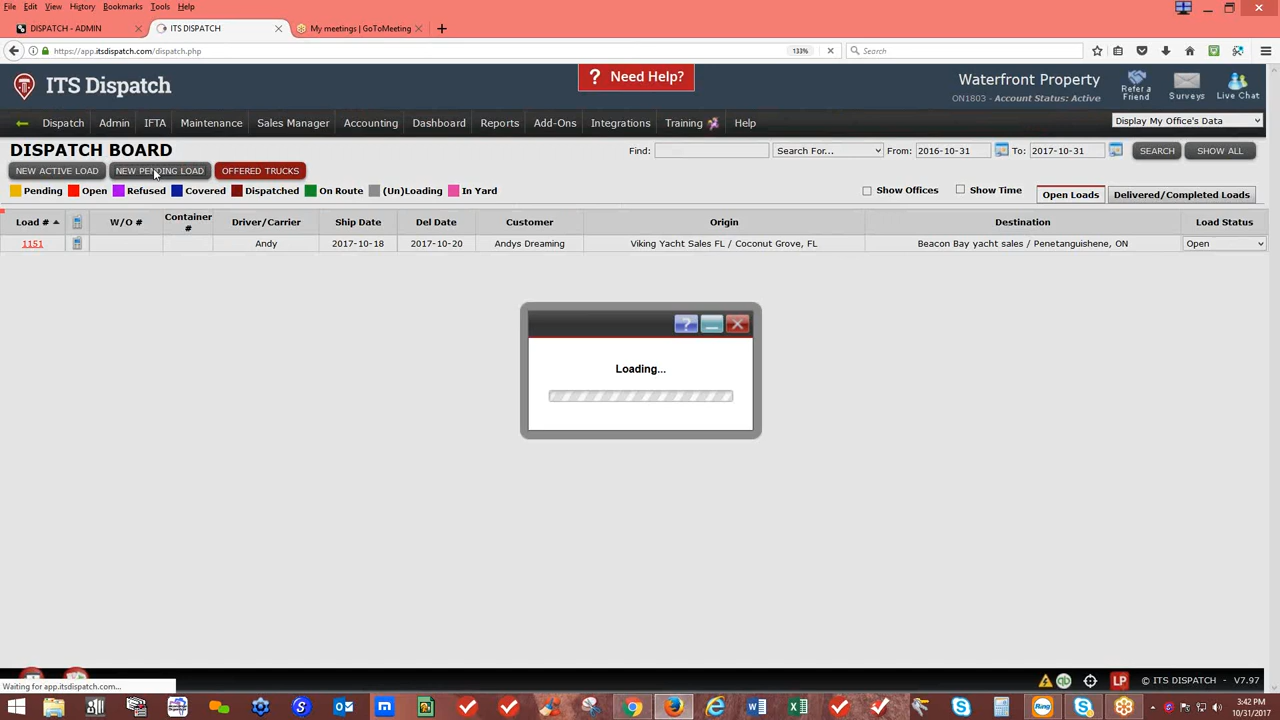 File Edit View History Bookmarks Tools Help
DISPATCH - ADMIN
ITS DISPATCH
My meetings | GoToMeeting
https://app.itsdispatch.com/dispatch.php
133%
Search
ITS Dispatch
? Need Help?
Waterfront Property
ON1803 - Account Status: Active
Refer a Friend
Surveys
Live Chat
Dispatch Admin IFTA Maintenance Sales Manager Accounting Dashboard Reports Add-Ons Integrations Training Help
Display My Office's Data
DISPATCH BOARD
Find: Search For... From: 2016-10-31 To: 2017-10-31 SEARCH SHOW ALL
NEW ACTIVE LOAD NEW PENDING LOAD OFFERED TRUCKS
Pending Open Refused Covered Dispatched On Route (Un)Loading In Yard
Show Offices Show Time Open Loads Delivered/Completed Loads
Load # W/O # Container # Driver/Carrier Ship Date Del Date Customer Origin Destination Load Status
1151 Andy 2017-10-18 2017-10-20 Andys Dreaming Viking Yacht Sales FL / Coconut Grove, FL Beacon Bay yacht sales / Penetanguishene, ON Open
Loading...
Waiting for app.itsdispatch.com...
LP © ITS DISPATCH - V7.97
Ring
3:42 PM
10/31/2017